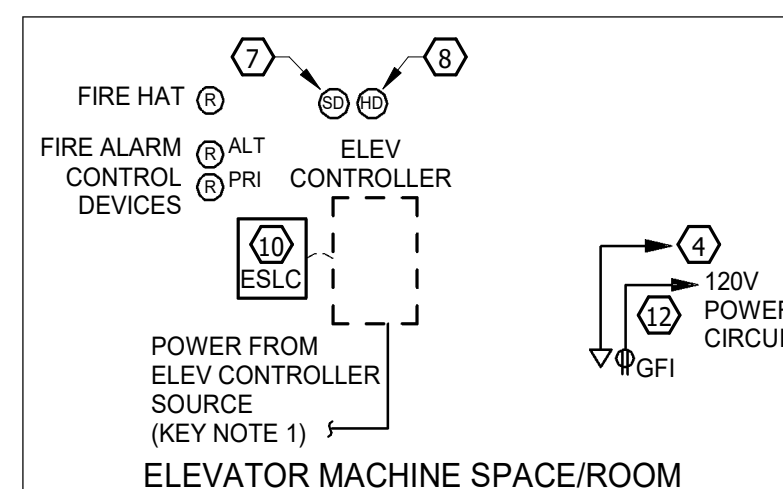 7
8
FIRE HAT R
SD HD
FIRE ALARM R ALT
CONTROL R PRI
DEVICES
ELEV
CONTROLLER
10
ESLC
4
120V
12
GFI
POWER FROM
ELEV CONTROLLER
SOURCE
(KEY NOTE 1)
ELEVATOR MACHINE SPACE/ROOM